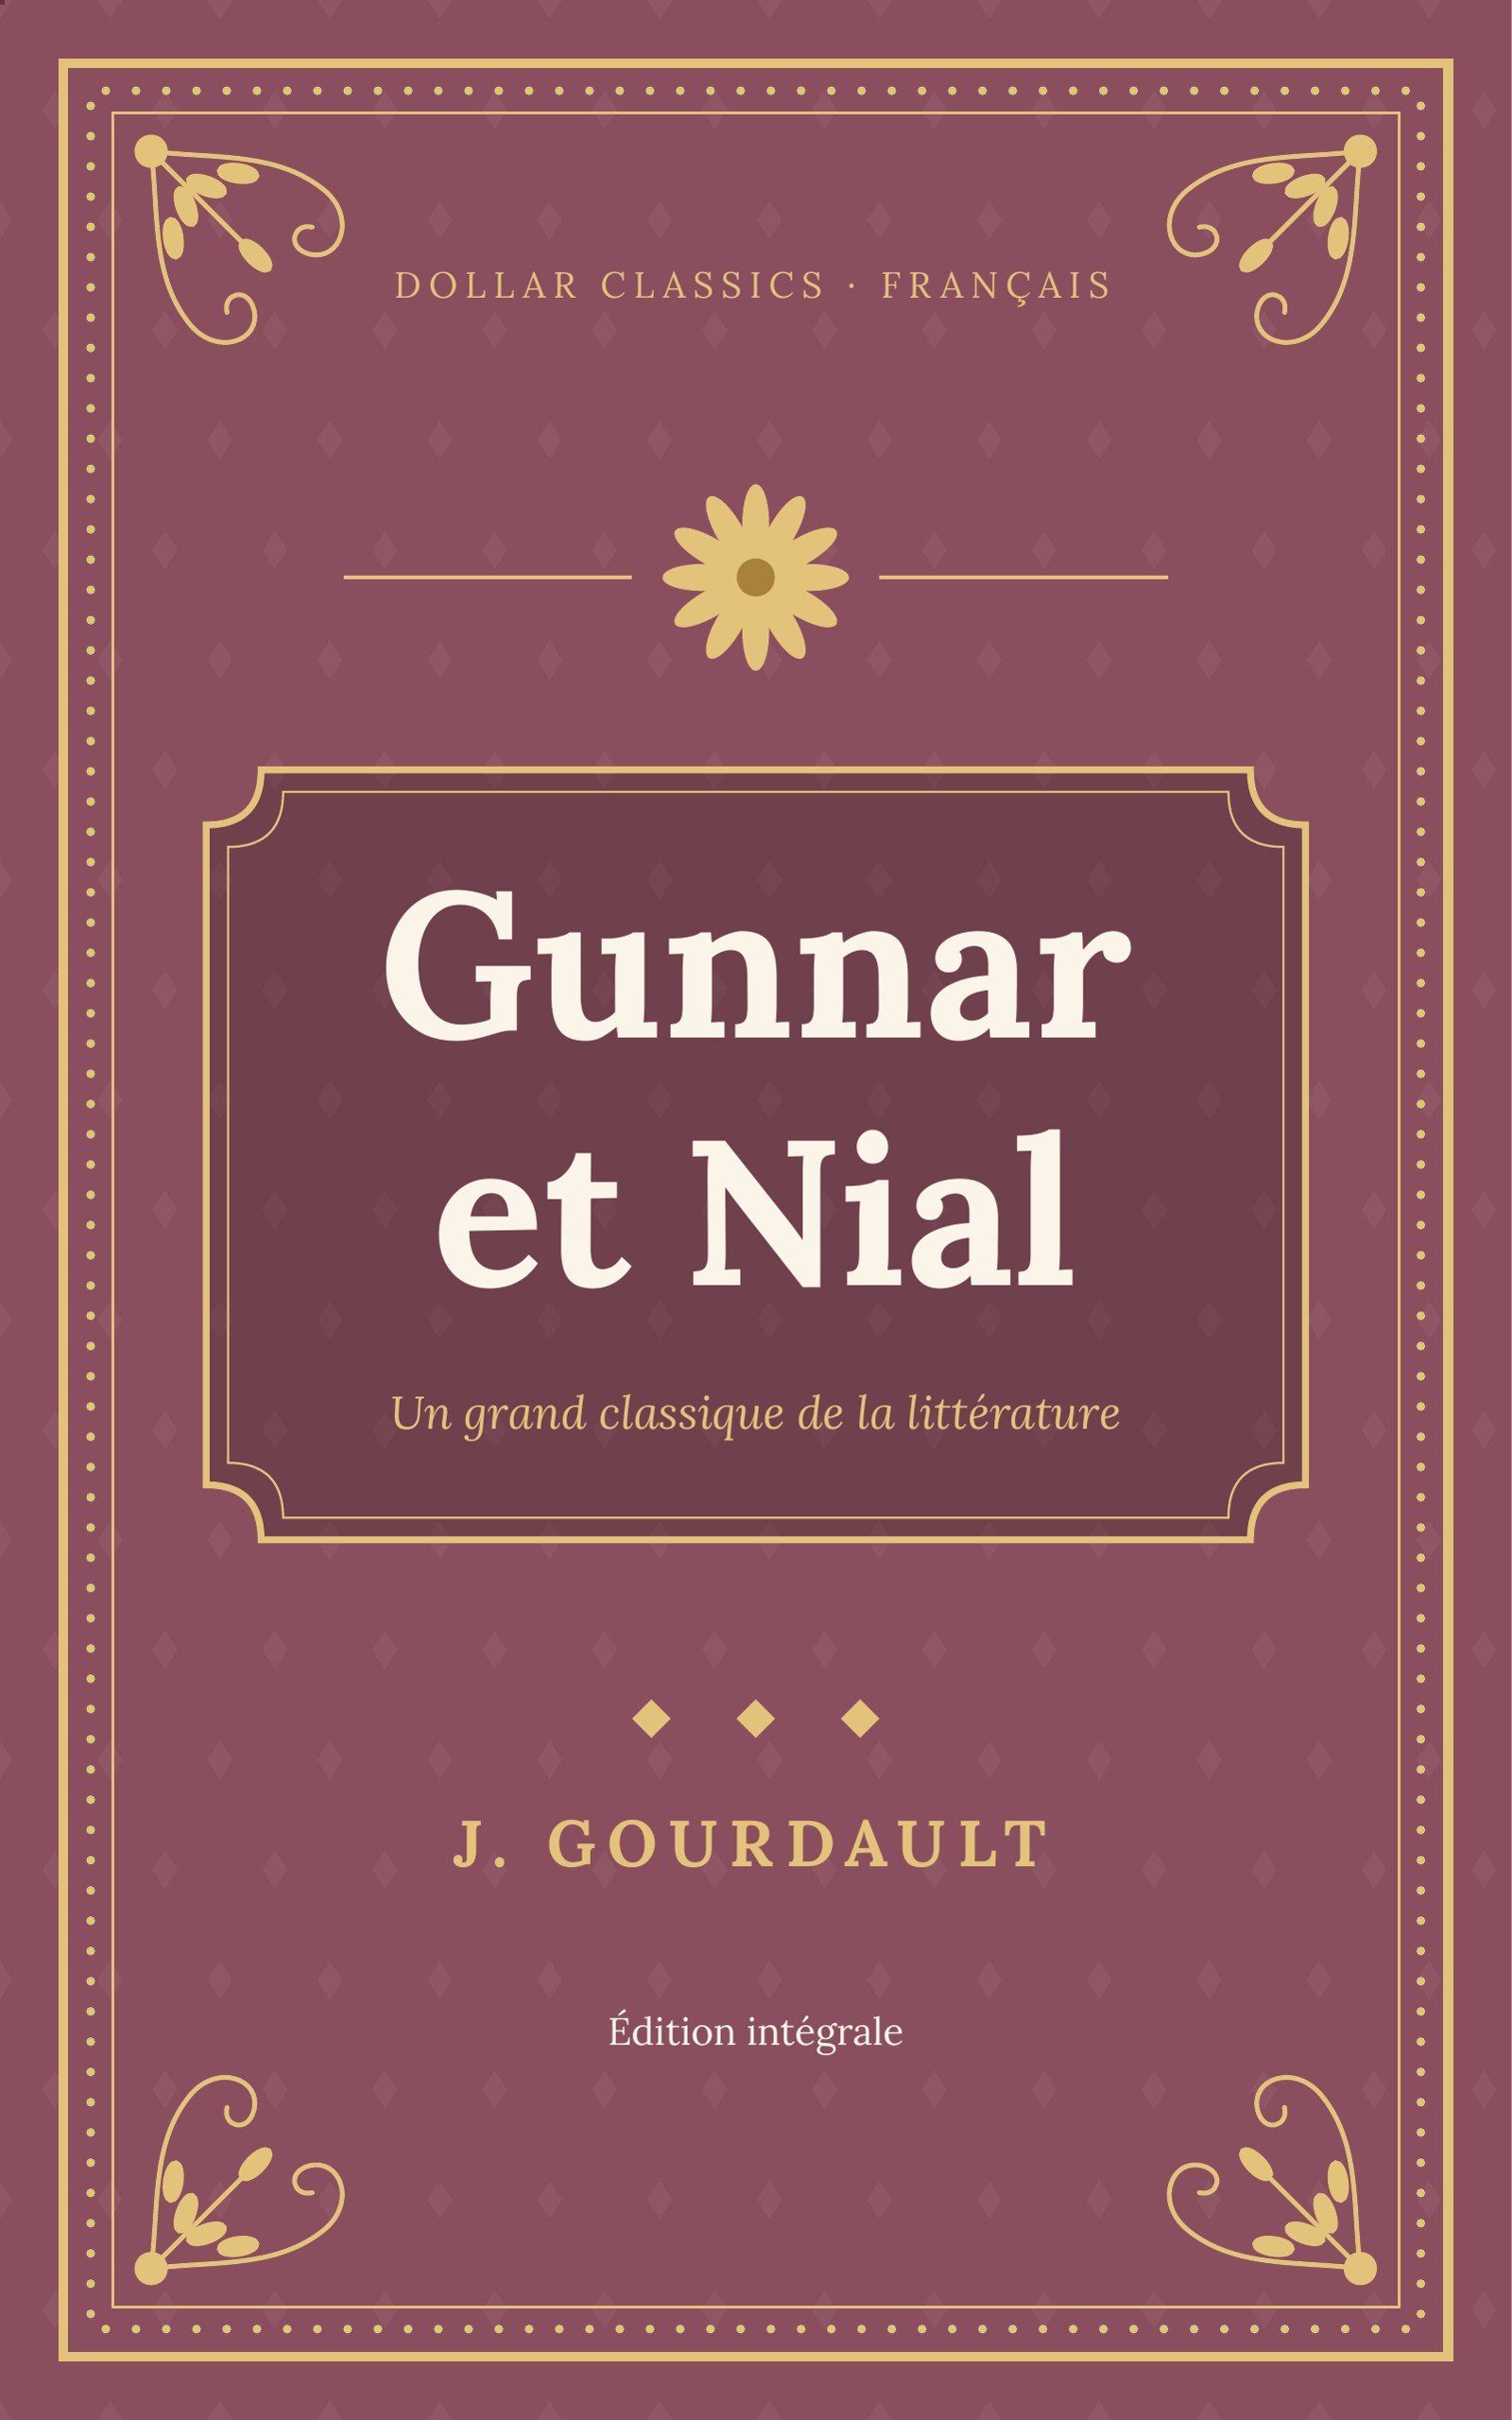 DOLLAR CLASSICS · FRANÇAIS
Gunnar
et Nial
Un grand classique de la littérature
J. GOURDAULT
Édition intégrale